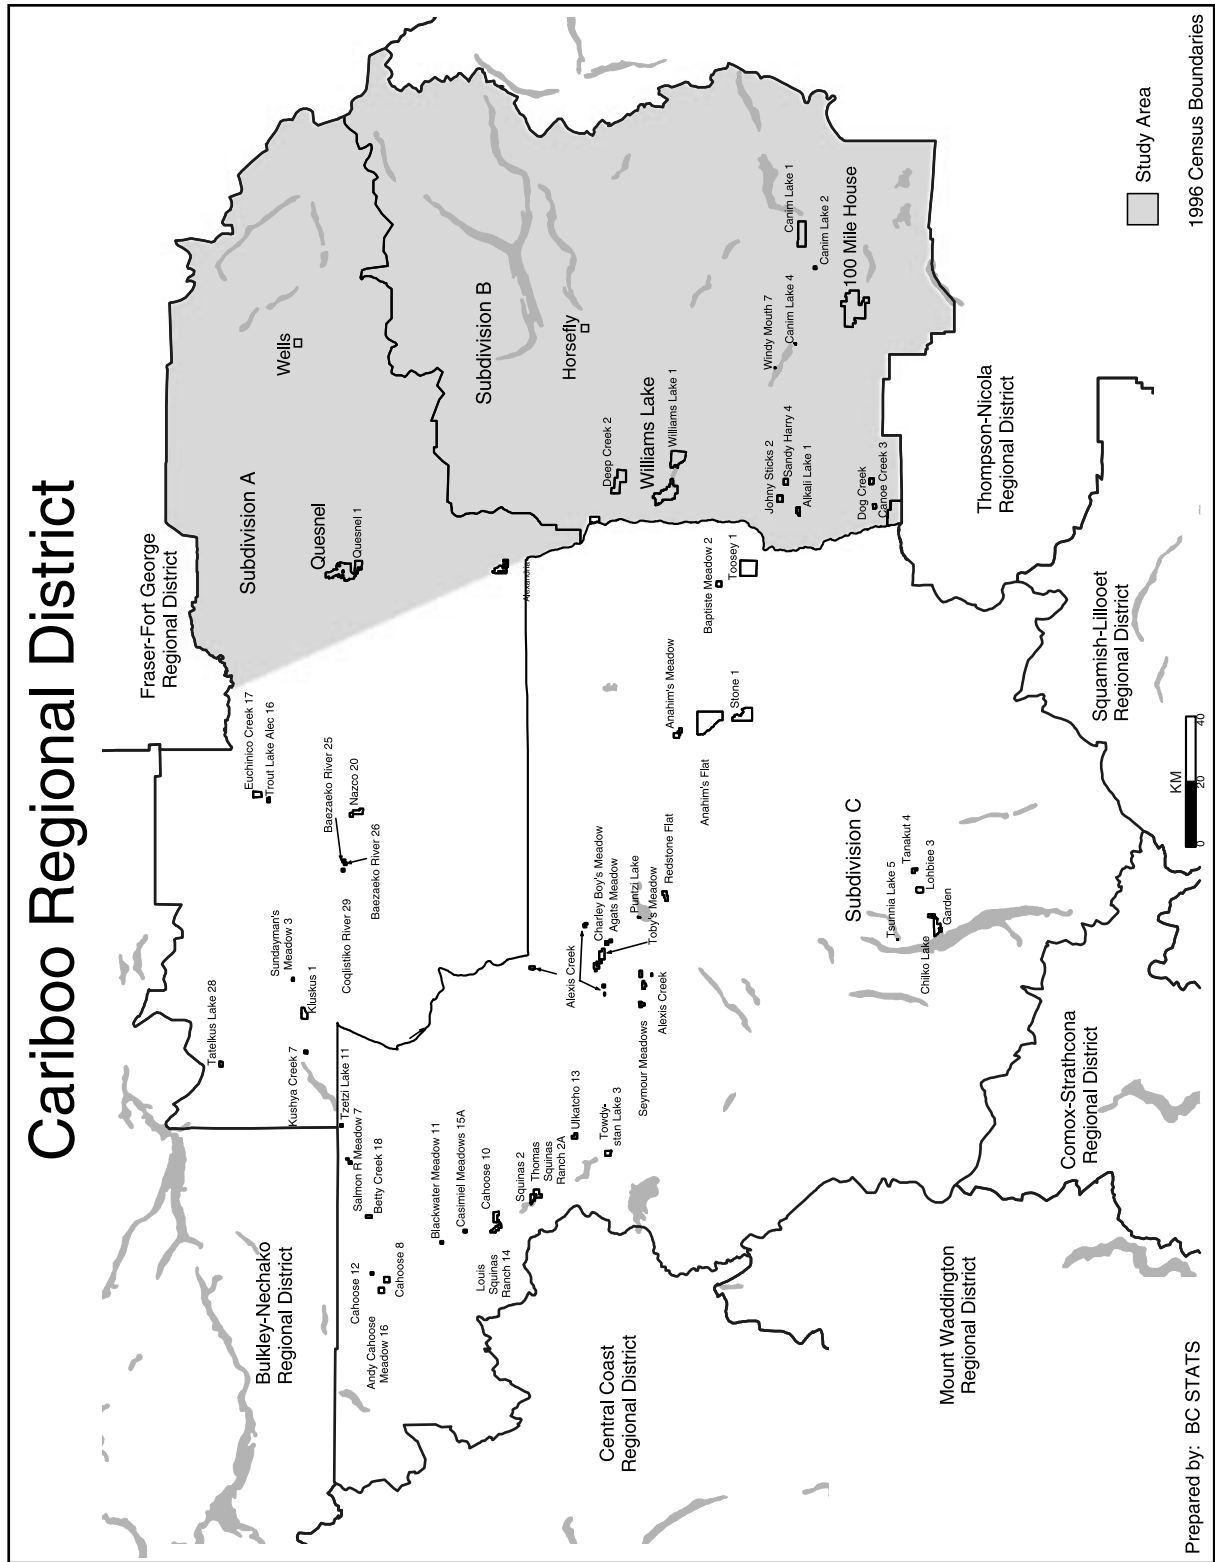 Cariboo Regional District
Fraser-Fort George
Regional District
Bulkley-Nechako
Regional District
Tatelkus Lake 28
Euchinico Creek 17
Trout Lake Alec 16
Subdivision A
Wells
Sundayman's
Meadow 3
Kluskus 1
Kushya Creek 7
Quesnel
Quesnel 1
Baezaeko River 25
Nazco 20
Baezaeko River 26
Coqlistiko River 29
Tzetzi Lake 11
Salmon R Meadow 7
Betty Creek 18
Cahoose 12
Cahoose 8
Andy Cahoose
Meadow 16
Blackwater Meadow 11
Casimiel Meadows 15A
Cahoose 10
Louis
Squinas
Ranch 14
Squinas 2
Thomas
Squinas
Ranch 2A
Subdivision B
Alexandria
Horsefly
Alexis Creek
Charley Boy's Meadow
Agats Meadow
Ulkatcho 13
Towdy-
stan Lake 3
Deep Creek 2
Williams Lake
Williams Lake 1
Puntzi Lake
Toby's Meadow
Redstone Flat
Seymour Meadows
Alexis Creek
Central Coast
Regional District
Anahim's Meadow
Anahim's Flat
Stone 1
Baptiste Meadow 2
Toosey 1
Windy Mouth 7
Canim Lake 4
Canim Lake 1
Canim Lake 2
Johny Sticks 2
Sandy Harry 4
Alkali Lake 1
100 Mile House
Dog Creek
Canoe Creek 3
Subdivision C
Tsunnia Lake 5
Tanakut 4
Lohbiee 3
Garden
Chilko Lake
Thompson-Nicola
Regional District
Mount Waddington
Regional District
Comox-Strathcona
Regional District
Squamish-Lillooet
Regional District
Study Area
KM
0 20 40
Prepared by: BC STATS
1996 Census Boundaries